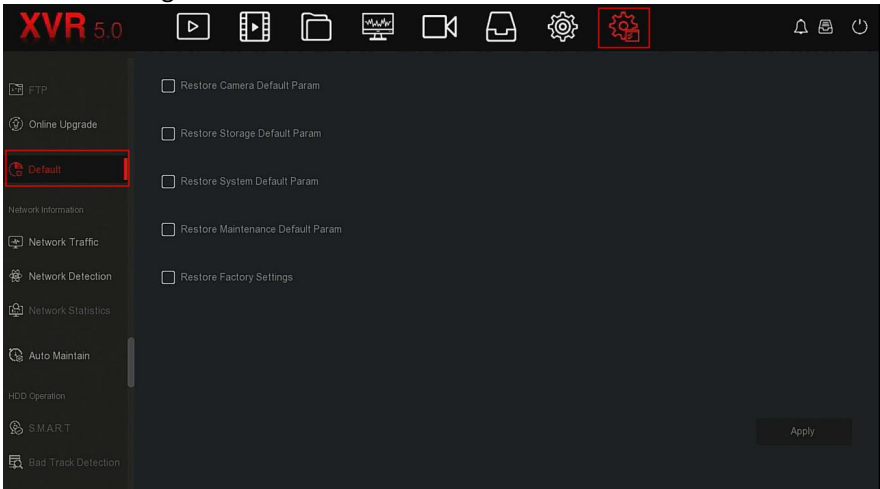 XVR 5.0
FTP
Online Upgrade
Default
Network Information
Network Traffic
Network Detection
Network Statistics
Auto Maintain
HDD Operation
S.M.A.R.T
Bad Track Detection
Restore Camera Default Param
Restore Storage Default Param
Restore System Default Param
Restore Maintenance Default Param
Restore Factory Settings
Apply